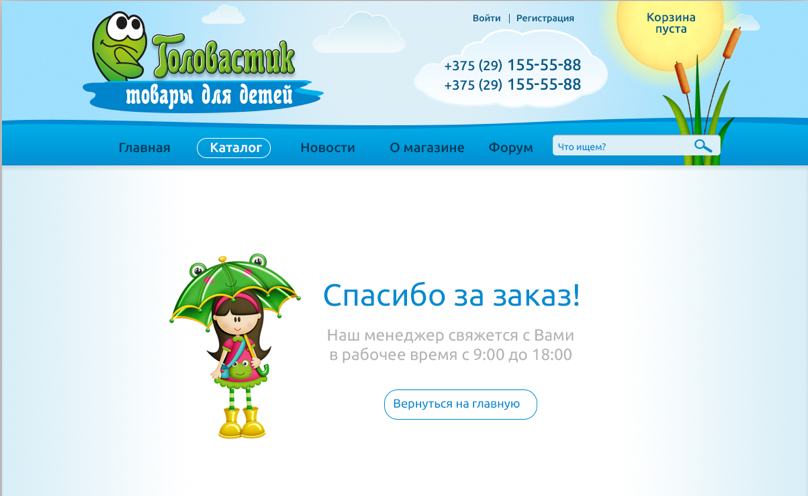 Головастик
товары для детей
Войти | Регистрация
+375 (29) 155-55-88
+375 (29) 155-55-88
Корзина
пуста
Главная
Каталог
Новости
О магазине
Форум
Что ищем?
Спасибо за заказ!
Наш менеджер свяжется с Вами
в рабочее время с 9:00 до 18:00
Вернуться на главную